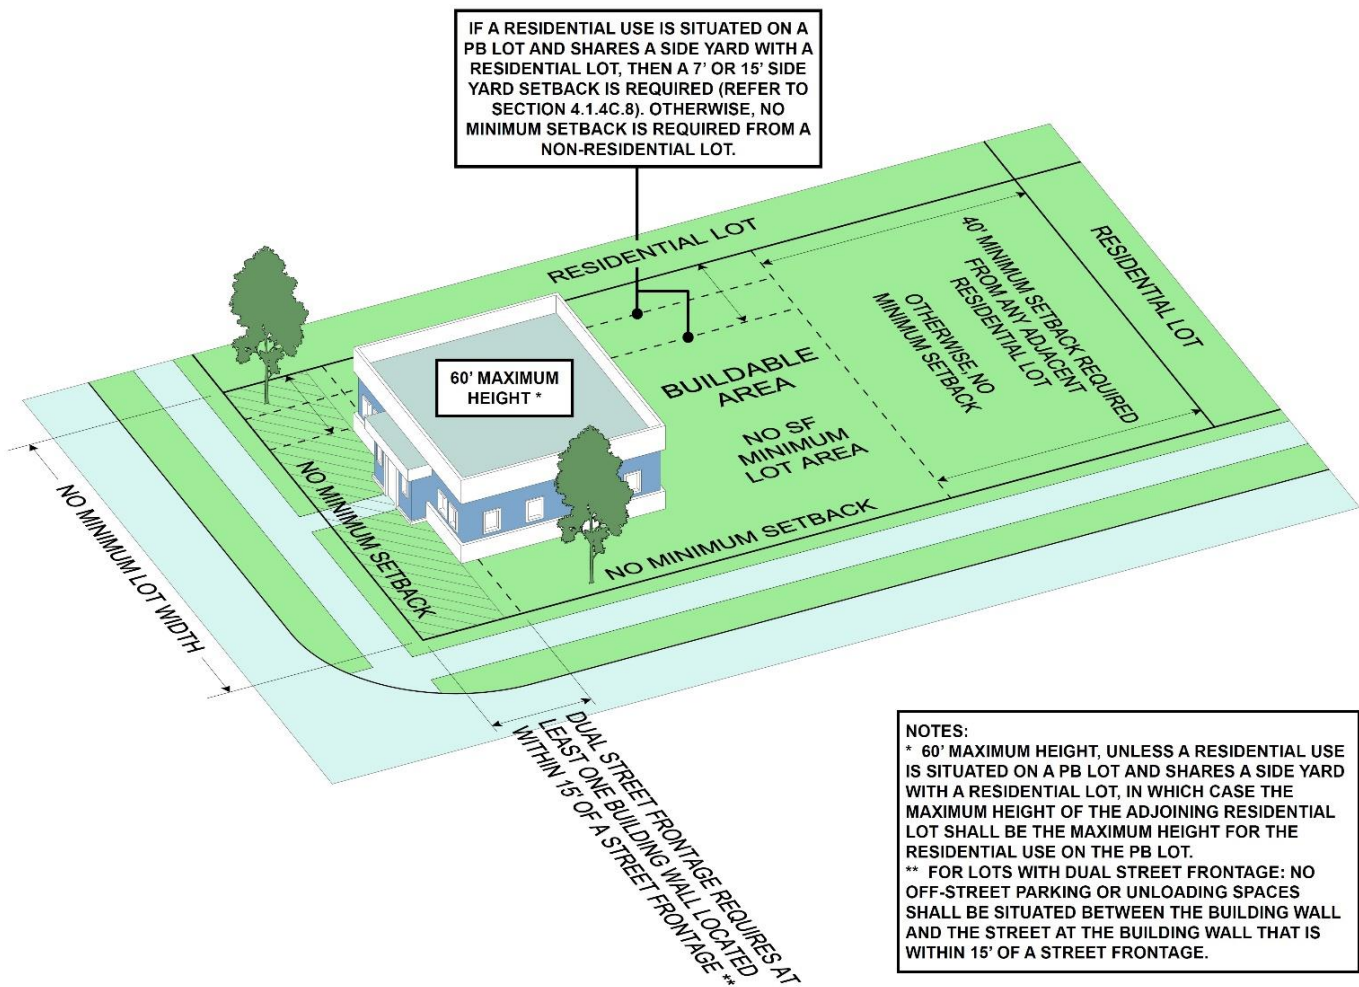 IF A RESIDENTIAL USE IS SITUATED ON A
PB LOT AND SHARES A SIDE YARD WITH A
RESIDENTIAL LOT, THEN A 7’ OR 15’ SIDE
YARD SETBACK IS REQUIRED (REFER TO
SECTION 4.1.4C.8). OTHERWISE, NO
MINIMUM SETBACK IS REQUIRED FROM A
NON-RESIDENTIAL LOT.
RESIDENTIAL LOT
RESIDENTIAL LOT
40’ MINIMUM SETBACK REQUIRED
FROM ANY ADJACENT
RESIDENTIAL LOT
OTHERWISE, NO
MINIMUM SETBACK
60’ MAXIMUM
HEIGHT *
BUILDABLE
AREA
NO SF
MINIMUM
LOT AREA
NO MINIMUM SETBACK
NO MINIMUM SETBACK
NO MINIMUM LOT WIDTH
DUAL STREET FRONTAGE REQUIRES AT
LEAST ONE BUILDING WALL LOCATED
WITHIN 15’ OF A STREET FRONTAGE **
NOTES:
* 60’ MAXIMUM HEIGHT, UNLESS A RESIDENTIAL USE
IS SITUATED ON A PB LOT AND SHARES A SIDE YARD
WITH A RESIDENTIAL LOT, IN WHICH CASE THE
MAXIMUM HEIGHT OF THE ADJOINING RESIDENTIAL
LOT SHALL BE THE MAXIMUM HEIGHT FOR THE
RESIDENTIAL USE ON THE PB LOT.
** FOR LOTS WITH DUAL STREET FRONTAGE: NO
OFF-STREET PARKING OR UNLOADING SPACES
SHALL BE SITUATED BETWEEN THE BUILDING WALL
AND THE STREET AT THE BUILDING WALL THAT IS
WITHIN 15’ OF A STREET FRONTAGE.